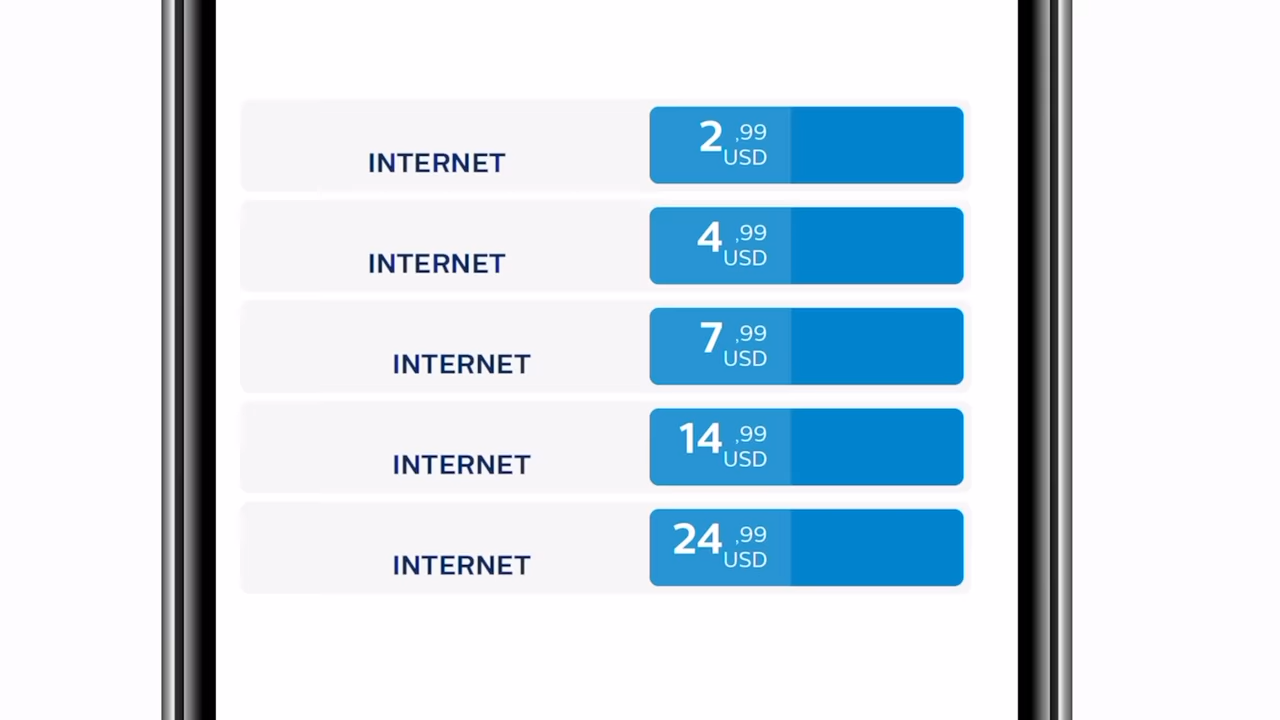 INTERNET 2,99 USD
INTERNET 4,99 USD
INTERNET 7,99 USD
INTERNET 14,99 USD
INTERNET 24,99 USD